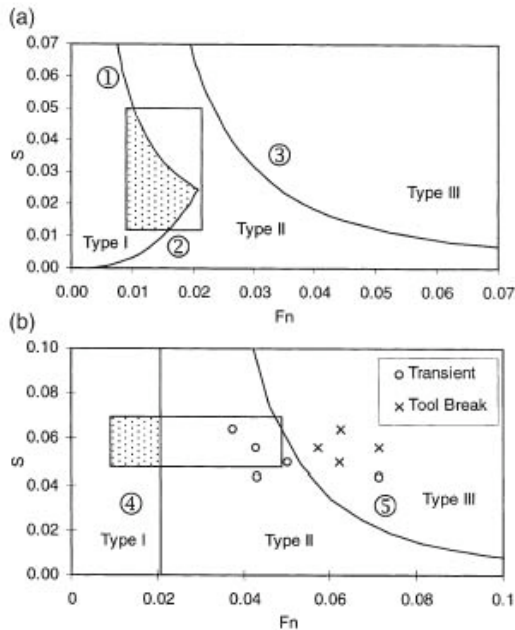 (a)
0.07
0.06
0.05
0.04
0.03
0.02
0.01
0.00
S
①
②
③
Type I
Type II
Type III
0.00 0.01 0.02 0.03 0.04 0.05 0.06 0.07
Fn
(b)
0.10
0.08
0.06
0.04
0.02
0.00
S
○ Transient
× Tool Break
④
⑤
Type I
Type II
Type III
0 0.02 0.04 0.06 0.08 0.1
Fn